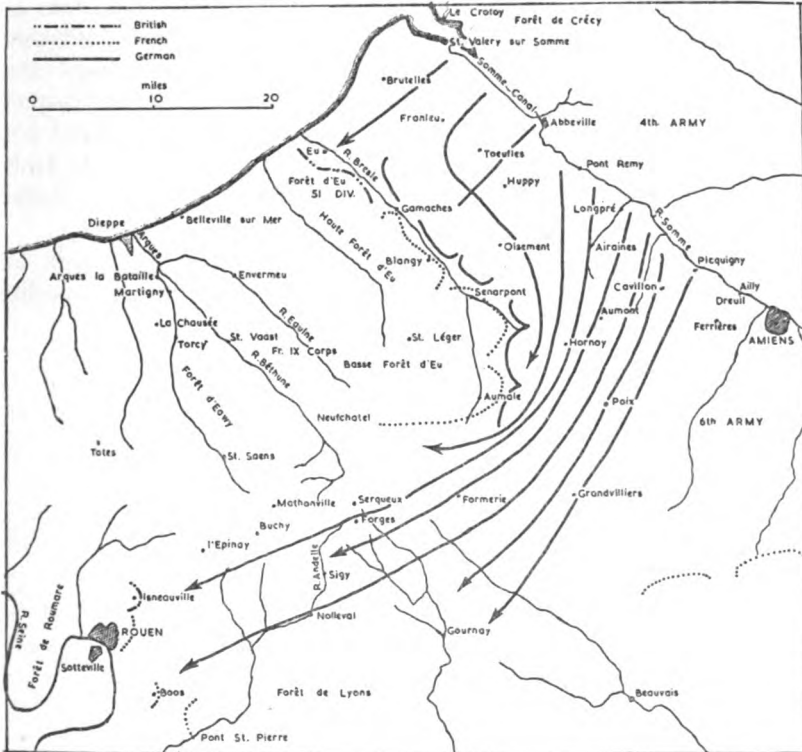 British
French
German
miles
0 10 20
Le Crotoy
Forêt de Crécy
St. Valery sur Somme
Somme Canal
Brutelles
Franleu
Abbeville
4th. ARMY
Eu
R. Bresle
Toeufles
Pont Remy
Forêt d'Eu
51 DIV.
Huppy
Gamaches
Longpré
R. Somme
Dieppe
Belleville sur Mer
Haute Forêt d'Eu
Oisement
Airaines
Picquigny
Arques
Blangy
Arques la Bataille
Envermeu
Senarpont
Cavillon
Ailly
Martigny
Dreuil
Aumont
La Chausée
St. Vaast
R. Eaulne
St. Léger
Ferrières
AMIENS
Torcy
Fr. IX Corps
Hornoy
R. Béthune
Basse Forêt d'Eu
Forêt d'Eawy
Aumale
Poix
Neufchatel
6th ARMY
Totes
St. Saens
Mathonville
Serqueux
Formerie
Grandvilliers
Buchy
Forges
l'Epinay
R. Andelle
Sigy
Isneauville
R. Seine
Forêt de Roumare
ROUEN
Nolleval
Gournay
Sotteville
Boos
Forêt de Lyons
Beauvais
Pont St. Pierre